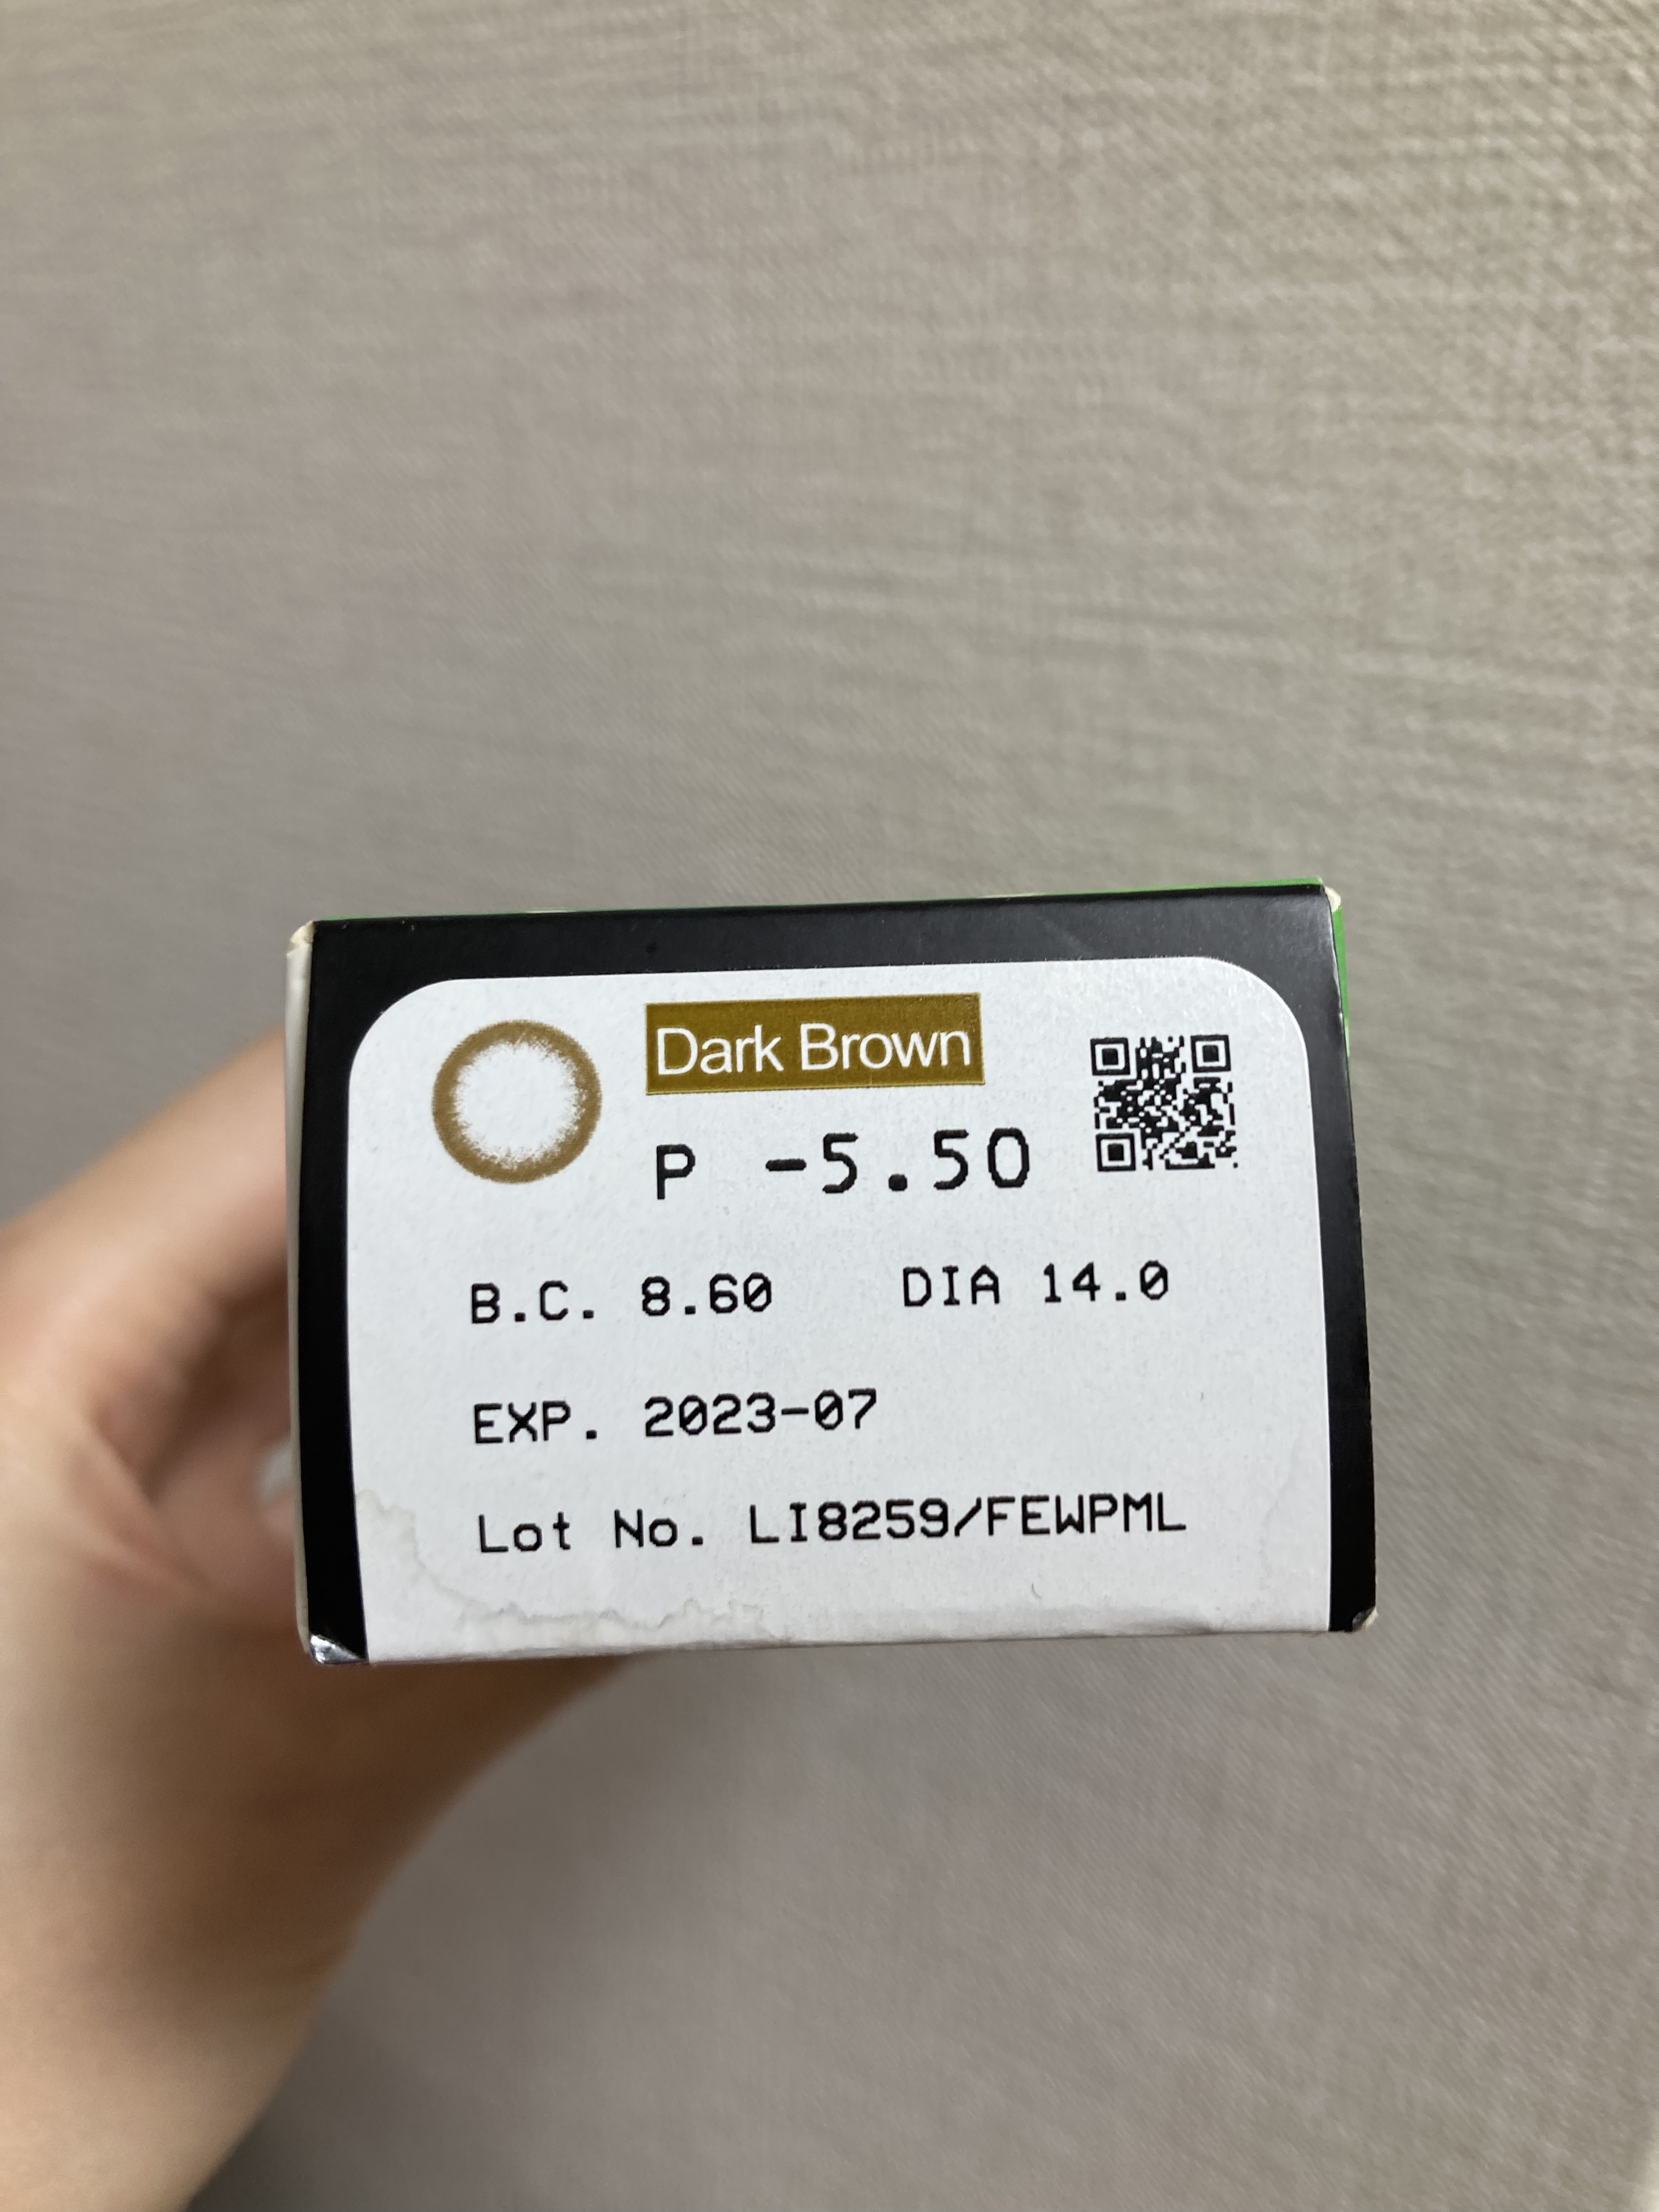 Dark Brown
P -5.50
B.C. 8.60 DIA 14.0
EXP. 2023-07
Lot No. LI8259/FEWPML